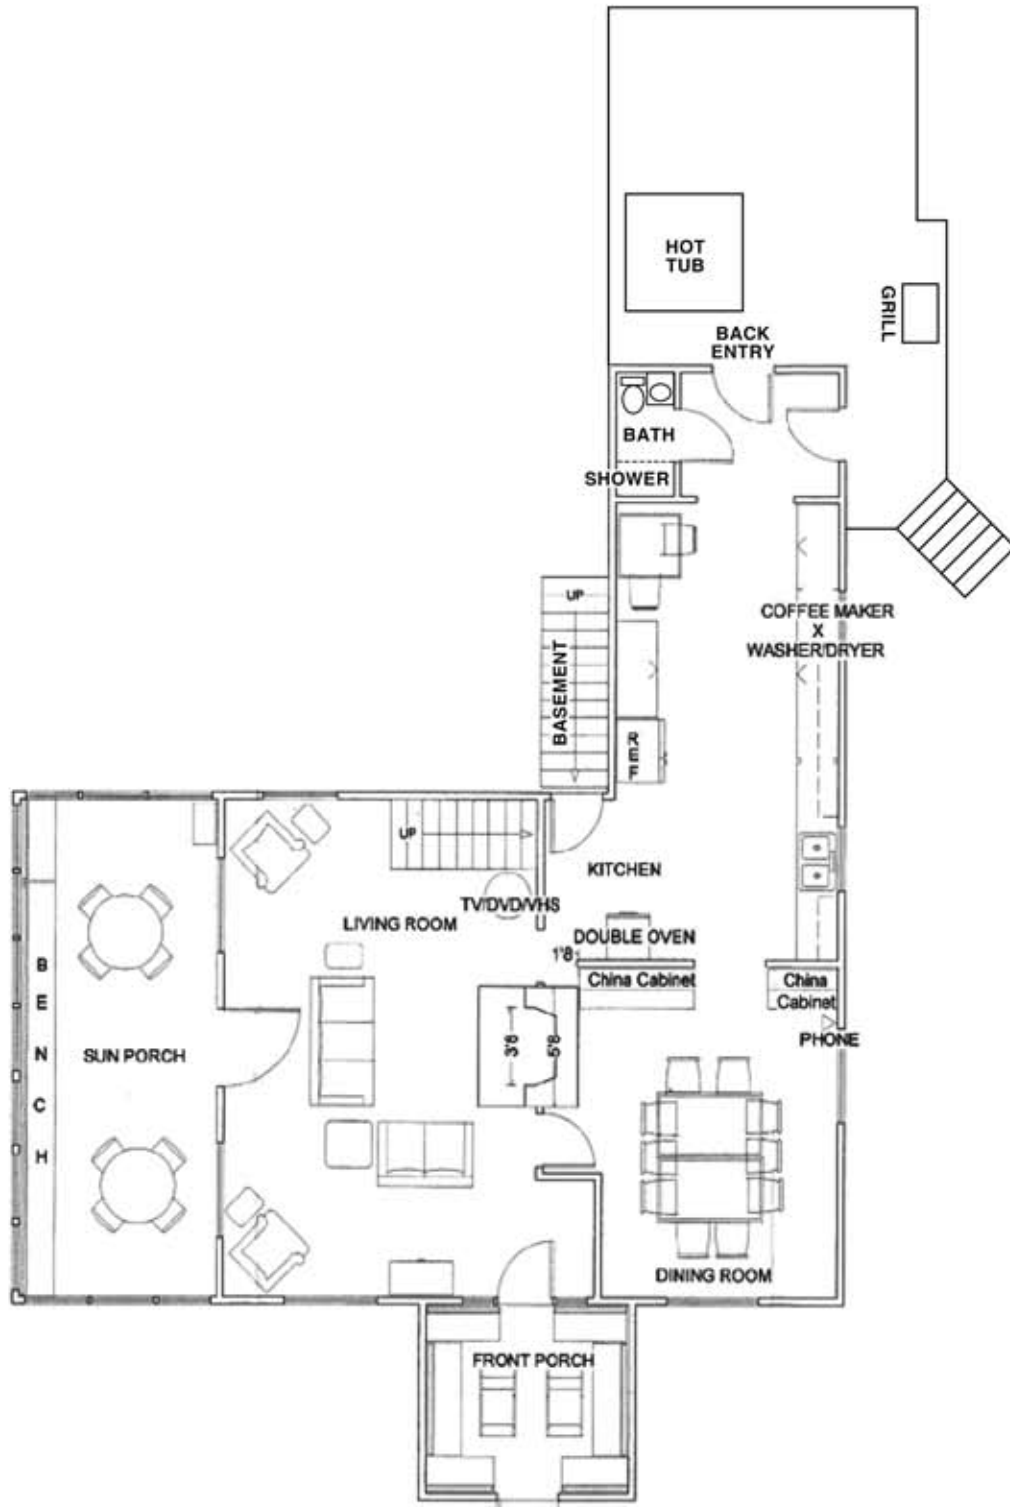 HOT
TUB
GRILL
BACK
ENTRY
BATH
SHOWER
UP
BASEMENT
COFFEE MAKER
X
WASHER/DRYER
REF
UP
KITCHEN
TV/DVD/VHS
LIVING ROOM
DOUBLE OVEN
1'8
China Cabinet
China
Cabinet
PHONE
3'6
5'8
BENCH
SUN PORCH
DINING ROOM
FRONT PORCH